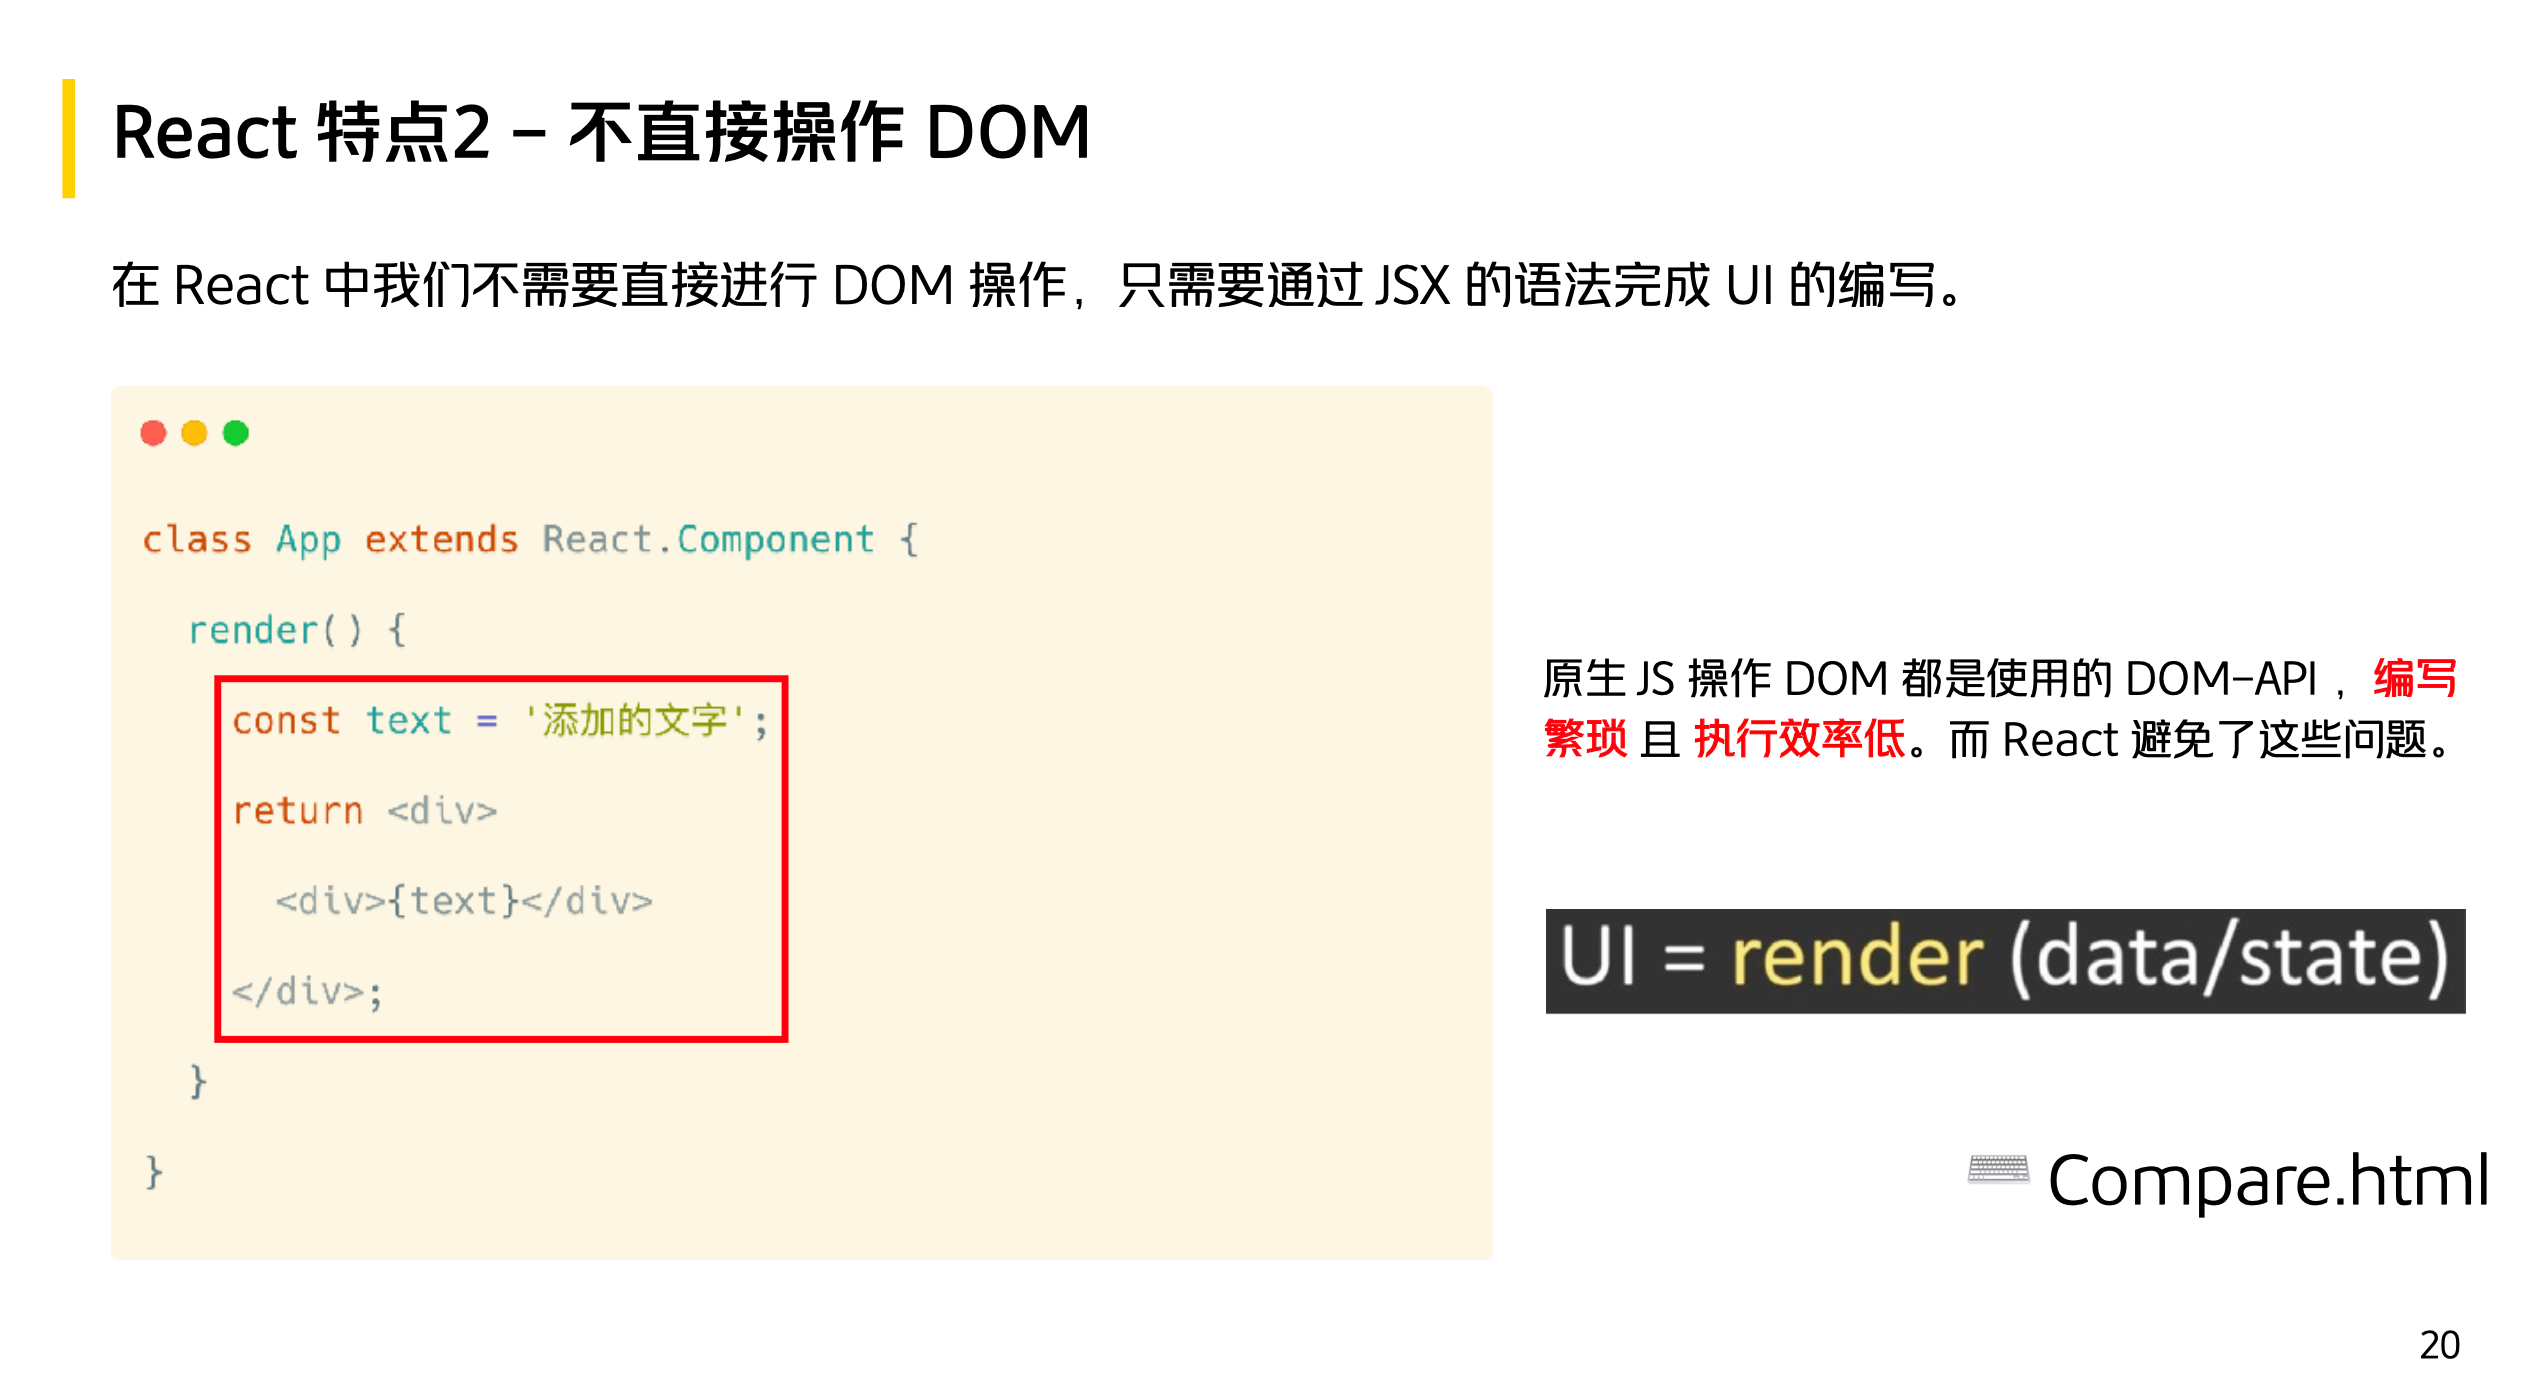 React 特点2 – 不直接操作 DOM
在 React 中我们不需要直接进行 DOM 操作，只需要通过 JSX 的语法完成 UI 的编写。
class App extends React.Component {
render() {
const text = '添加的文字';
return <div>
<div>{text}</div>
</div>;
}
}
原生 JS 操作 DOM 都是使用的 DOM-API ，编写
繁琐 且 执行效率低。而 React 避免了这些问题。
UI = render (data/state)
Compare.html
20